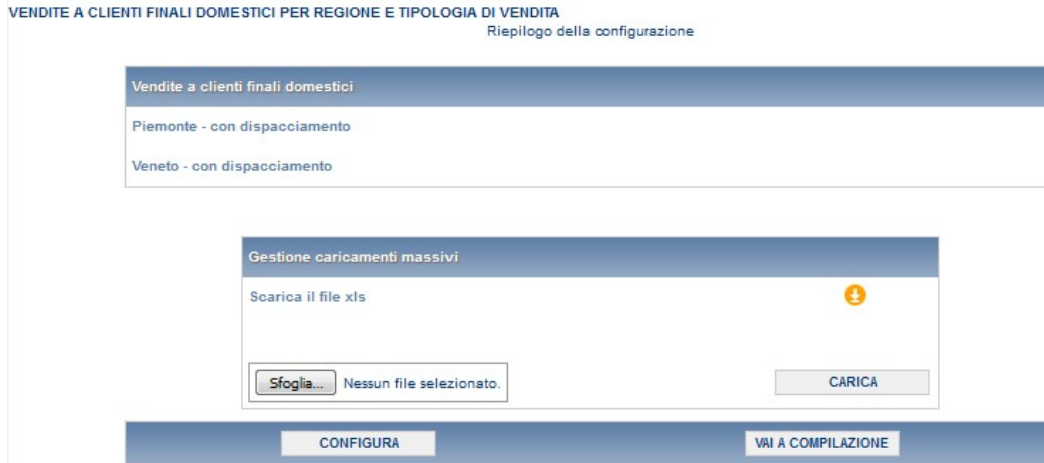 VENDITE A CLIENTI FINALI DOMESTICI PER REGIONE E TIPOLOGIA DI VENDITA
Riepilogo della configurazione
Vendite a clienti finali domestici
Piemonte - con dispacciamento
Veneto - con dispacciamento
Gestione caricamenti massivi
Scarica il file xls
Sfoglia... Nessun file selezionato. CARICA
CONFIGURA VAI A COMPILAZIONE